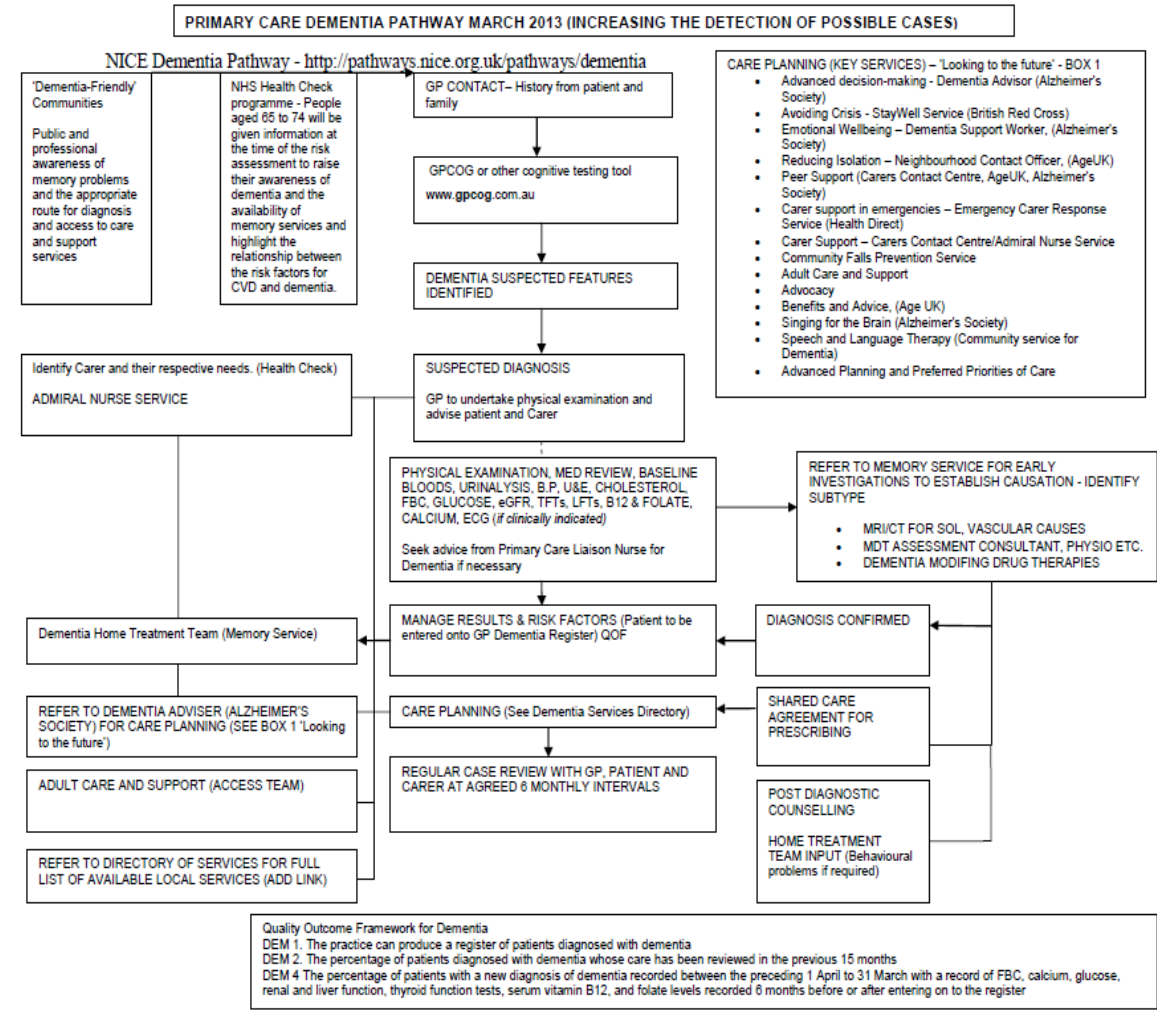 PRIMARY CARE DEMENTIA PATHWAY MARCH 2013 (INCREASING THE DETECTION OF POSSIBLE CASES)
NICE Dementia Pathway - http://pathways.nice.org.uk/pathways/dementia
'Dementia-Friendly'
Communities
Public and
professional
awareness of
memory problems
and the appropriate
route for diagnosis
and access to care
and support
services
NHS Health Check
programme - People
aged 65 to 74 will be
given information at
the time of the risk
assessment to raise
their awareness of
dementia and the
availability of
memory services and
highlight the
relationship between
the risk factors for
CVD and dementia.
GP CONTACT– History from patient and
family
GPCOG or other cognitive testing tool
www.gpcog.com.au
DEMENTIA SUSPECTED FEATURES
IDENTIFIED
CARE PLANNING (KEY SERVICES) – 'Looking to the future' - BOX 1
• Advanced decision-making - Dementia Advisor (Alzheimer's
Society)
• Avoiding Crisis - StayWell Service (British Red Cross)
• Emotional Wellbeing – Dementia Support Worker, (Alzheimer's
Society)
• Reducing Isolation – Neighbourhood Contact Officer, (AgeUK)
• Peer Support (Carers Contact Centre, AgeUK, Alzheimer's
Society)
• Carer support in emergencies – Emergency Carer Response
Service (Health Direct)
• Carer Support – Carers Contact Centre/Admiral Nurse Service
• Community Falls Prevention Service
• Adult Care and Support
• Advocacy
• Benefits and Advice, (Age UK)
• Singing for the Brain (Alzheimer's Society)
• Speech and Language Therapy (Community service for
Dementia)
• Advanced Planning and Preferred Priorities of Care
Identify Carer and their respective needs. (Health Check)
ADMIRAL NURSE SERVICE
SUSPECTED DIAGNOSIS
GP to undertake physical examination and
advise patient and Carer
PHYSICAL EXAMINATION, MED REVIEW, BASELINE
BLOODS, URINALYSIS, B.P, U&E, CHOLESTEROL,
FBC, GLUCOSE, eGFR, TFTs, LFTs, B12 & FOLATE,
CALCIUM, ECG (if clinically indicated)
Seek advice from Primary Care Liaison Nurse for
Dementia if necessary
REFER TO MEMORY SERVICE FOR EARLY
INVESTIGATIONS TO ESTABLISH CAUSATION - IDENTIFY
SUBTYPE
• MRI/CT FOR SOL, VASCULAR CAUSES
• MDT ASSESSMENT CONSULTANT, PHYSIO ETC.
• DEMENTIA MODIFING DRUG THERAPIES
Dementia Home Treatment Team (Memory Service)
MANAGE RESULTS & RISK FACTORS (Patient to be
entered onto GP Dementia Register) QOF
DIAGNOSIS CONFIRMED
REFER TO DEMENTIA ADVISER (ALZHEIMER'S
SOCIETY) FOR CARE PLANNING (SEE BOX 1 'Looking
to the future')
CARE PLANNING (See Dementia Services Directory)
SHARED CARE
AGREEMENT FOR
PRESCRIBING
ADULT CARE AND SUPPORT (ACCESS TEAM)
REGULAR CASE REVIEW WITH GP, PATIENT AND
CARER AT AGREED 6 MONTHLY INTERVALS
POST DIAGNOSTIC
COUNSELLING
HOME TREATMENT
TEAM INPUT (Behavioural
problems if required)
REFER TO DIRECTORY OF SERVICES FOR FULL
LIST OF AVAILABLE LOCAL SERVICES (ADD LINK)
Quality Outcome Framework for Dementia
DEM 1. The practice can produce a register of patients diagnosed with dementia
DEM 2. The percentage of patients diagnosed with dementia whose care has been reviewed in the previous 15 months
DEM 4 The percentage of patients with a new diagnosis of dementia recorded between the preceding 1 April to 31 March with a record of FBC, calcium, glucose,
renal and liver function, thyroid function tests, serum vitamin B12, and folate levels recorded 6 months before or after entering on to the register